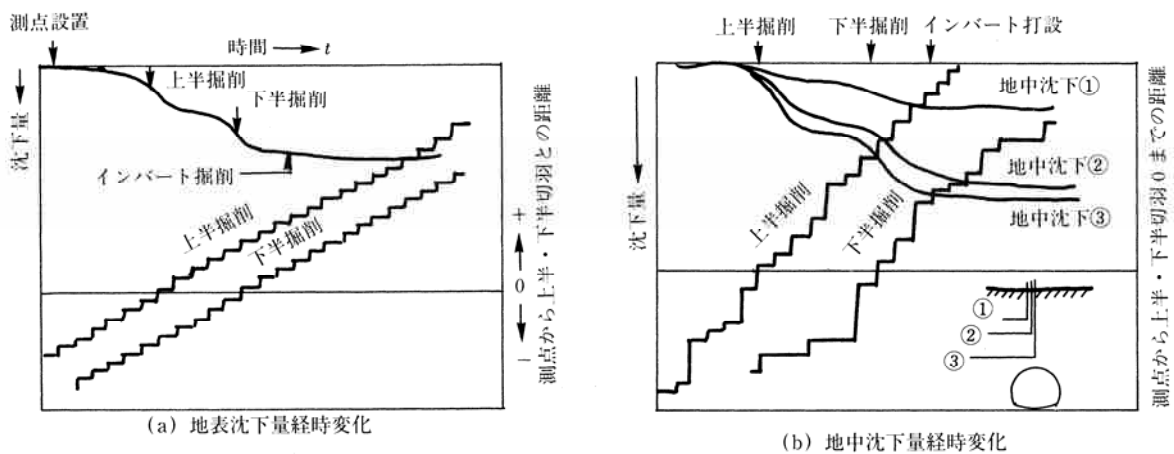 測点設置
時間 → t
上半掘削
下半掘削
沈下量
インバート掘削
上半掘削
下半掘削
測点から上半・下半切羽との距離
+
0
−
(a) 地表沈下量経時変化
上半掘削
下半掘削
インバート打設
地中沈下①
地中沈下②
地中沈下③
沈下量
上半掘削
下半掘削
測点から上半・下半切羽0までの距離
①
②
③
(b) 地中沈下量経時変化